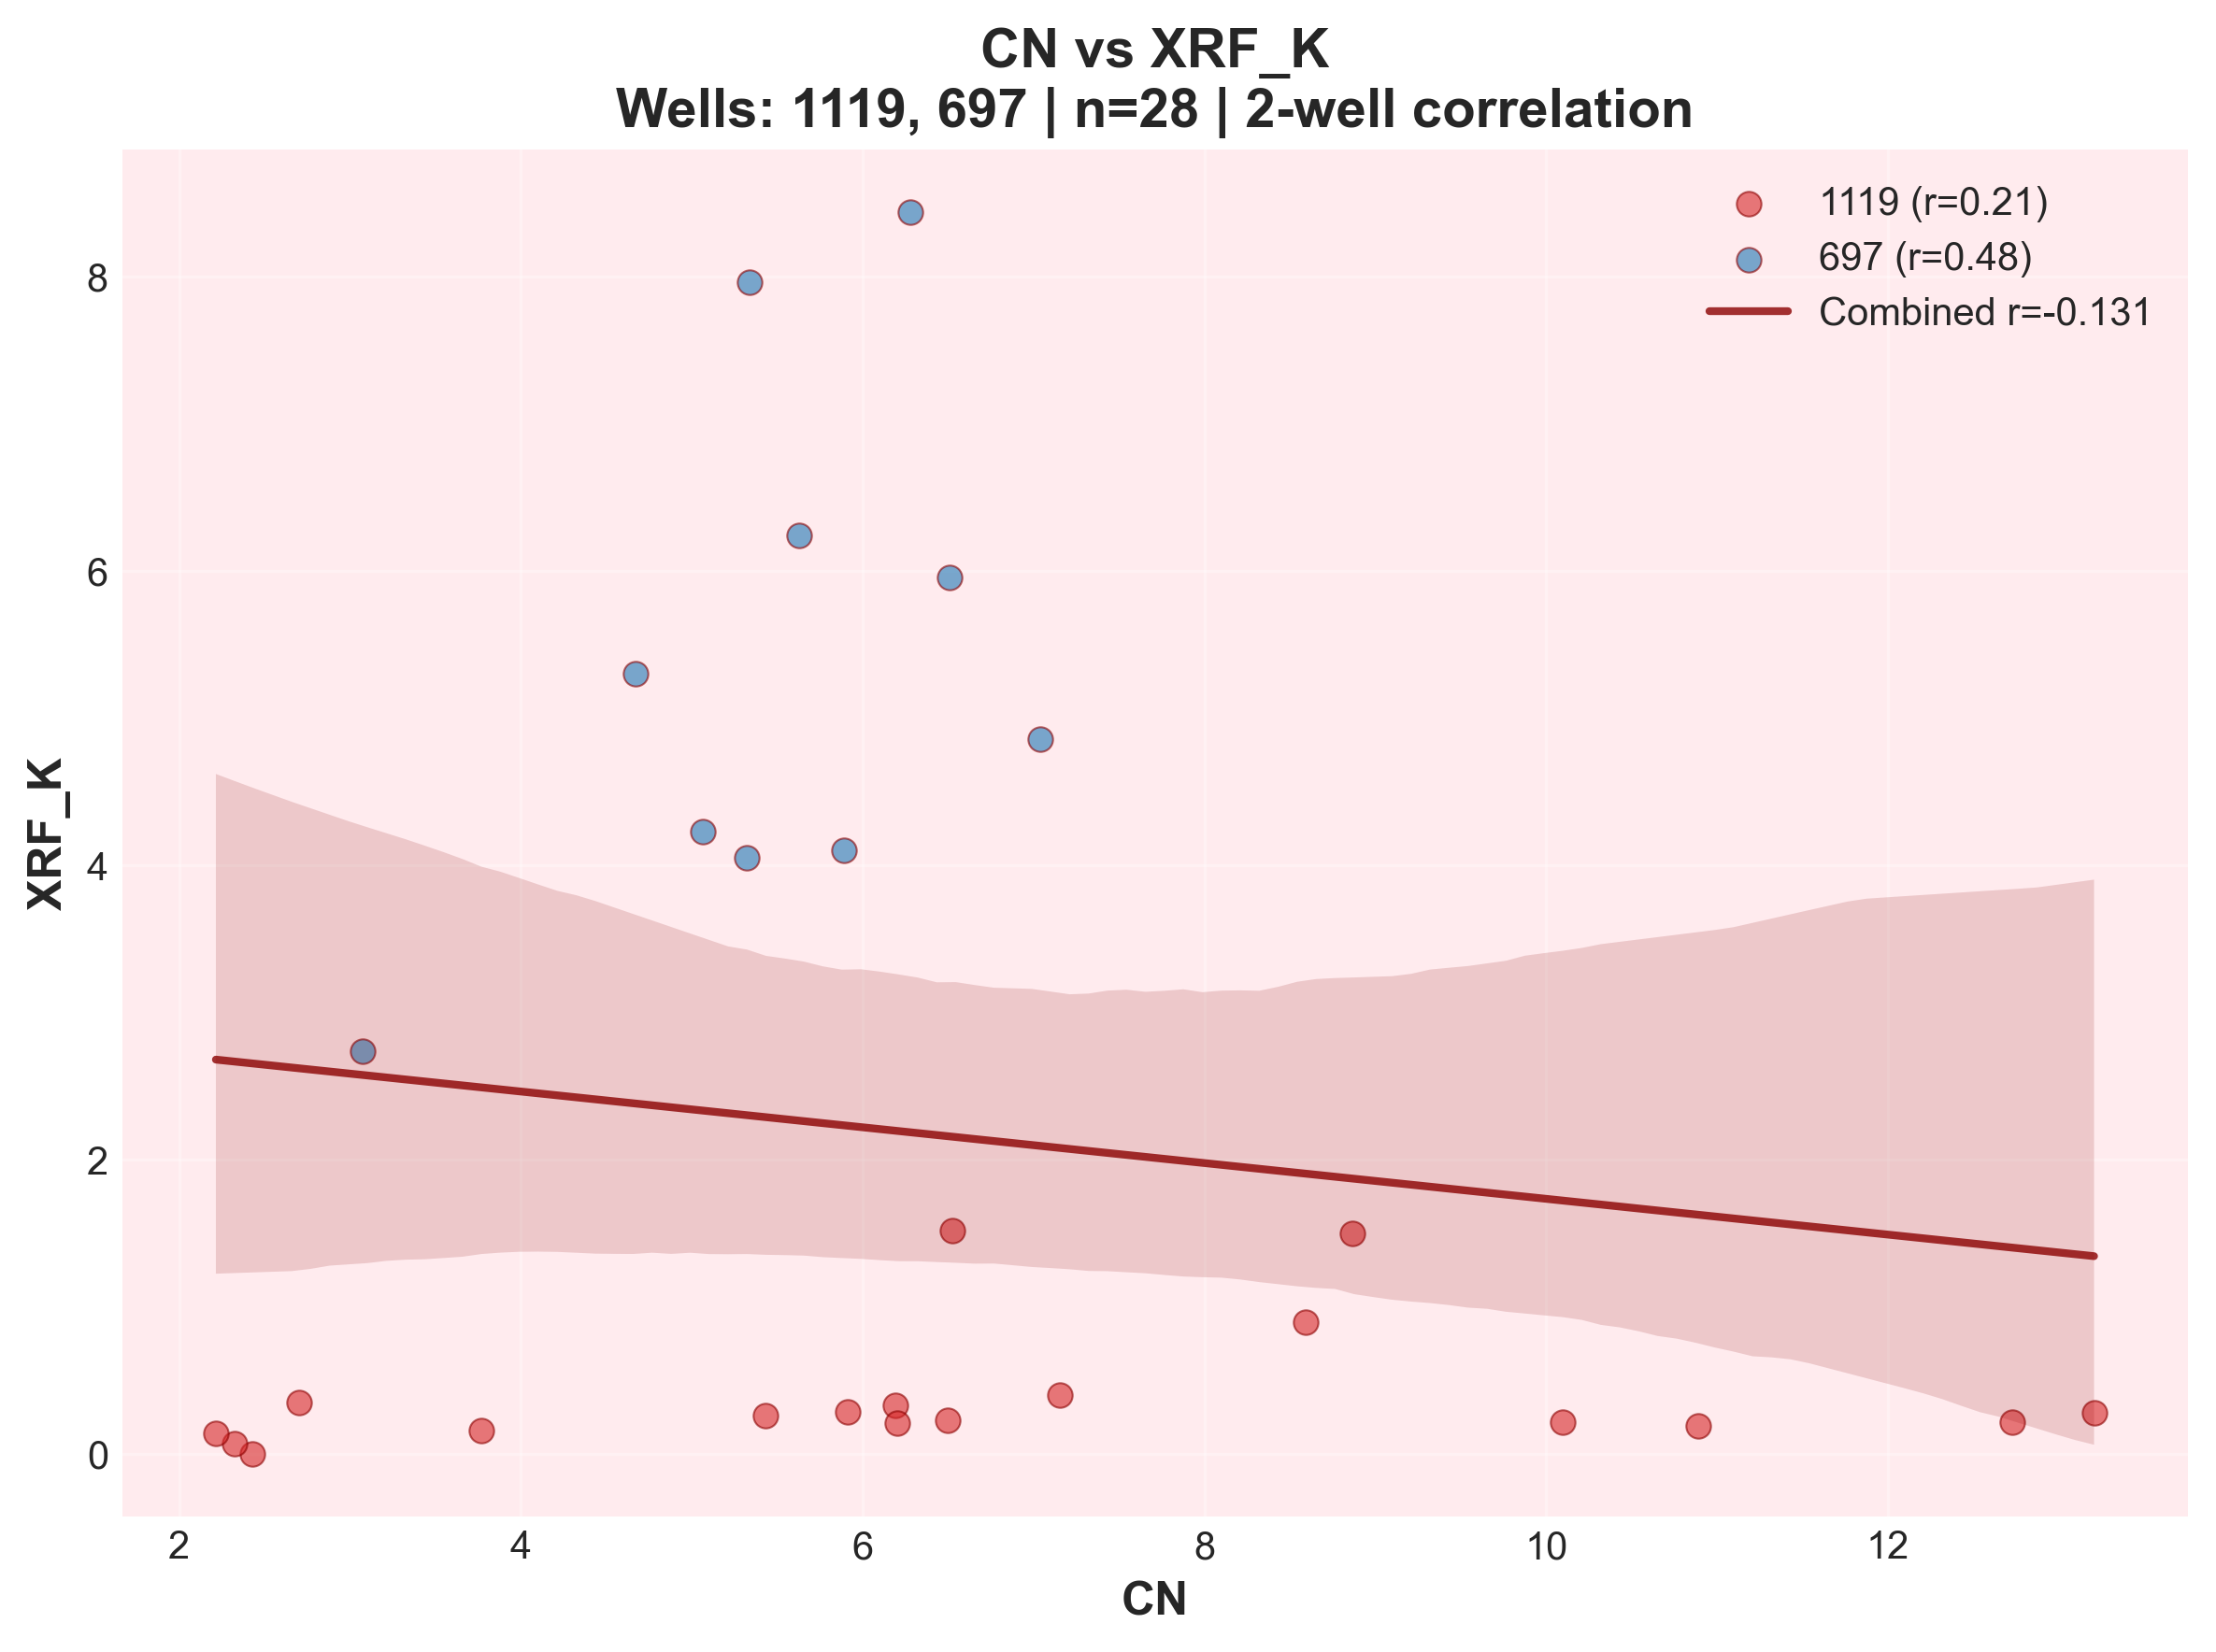 CN vs XRF_K
Wells: 1119, 697 | n=28 | 2-well correlation
1119 (r=0.21)
697 (r=0.48)
Combined r=-0.131
XRF_K
8
6
4
2
0
2 4 6 8 10 12
CN